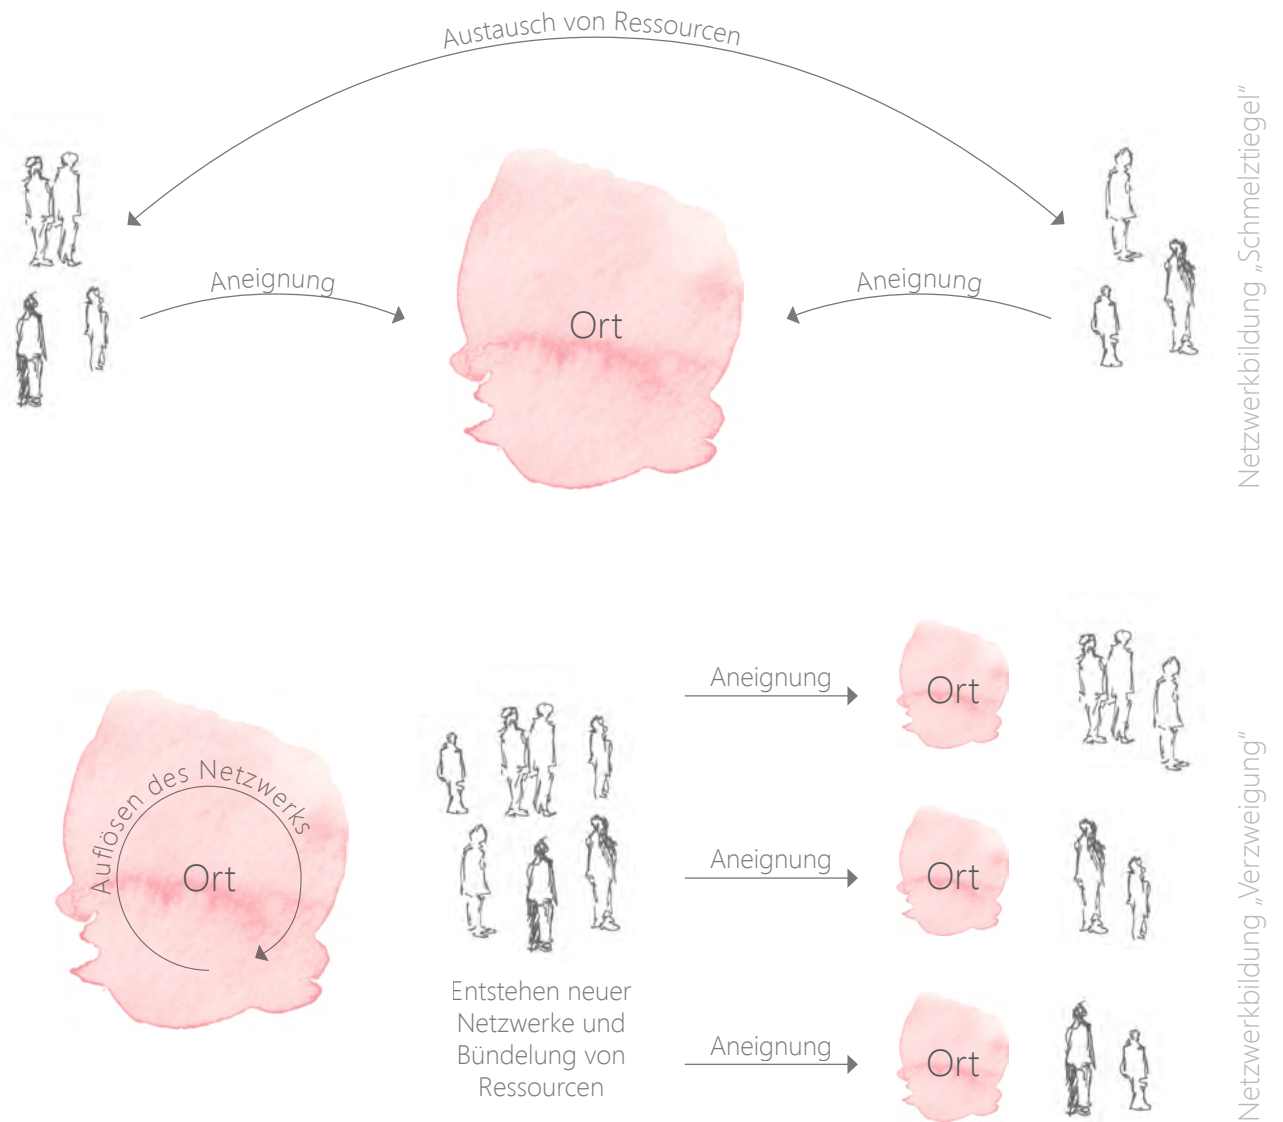 Austausch von Ressourcen
Aneignung
Ort
Aneignung
Netzwerkbildung „Schmelztiegel“
Auflösen des Netzwerks
Ort
Entstehen neuer
Netzwerke und
Bündelung von
Ressourcen
Aneignung
Ort
Aneignung
Ort
Aneignung
Ort
Netzwerkbildung „Verzweigung“